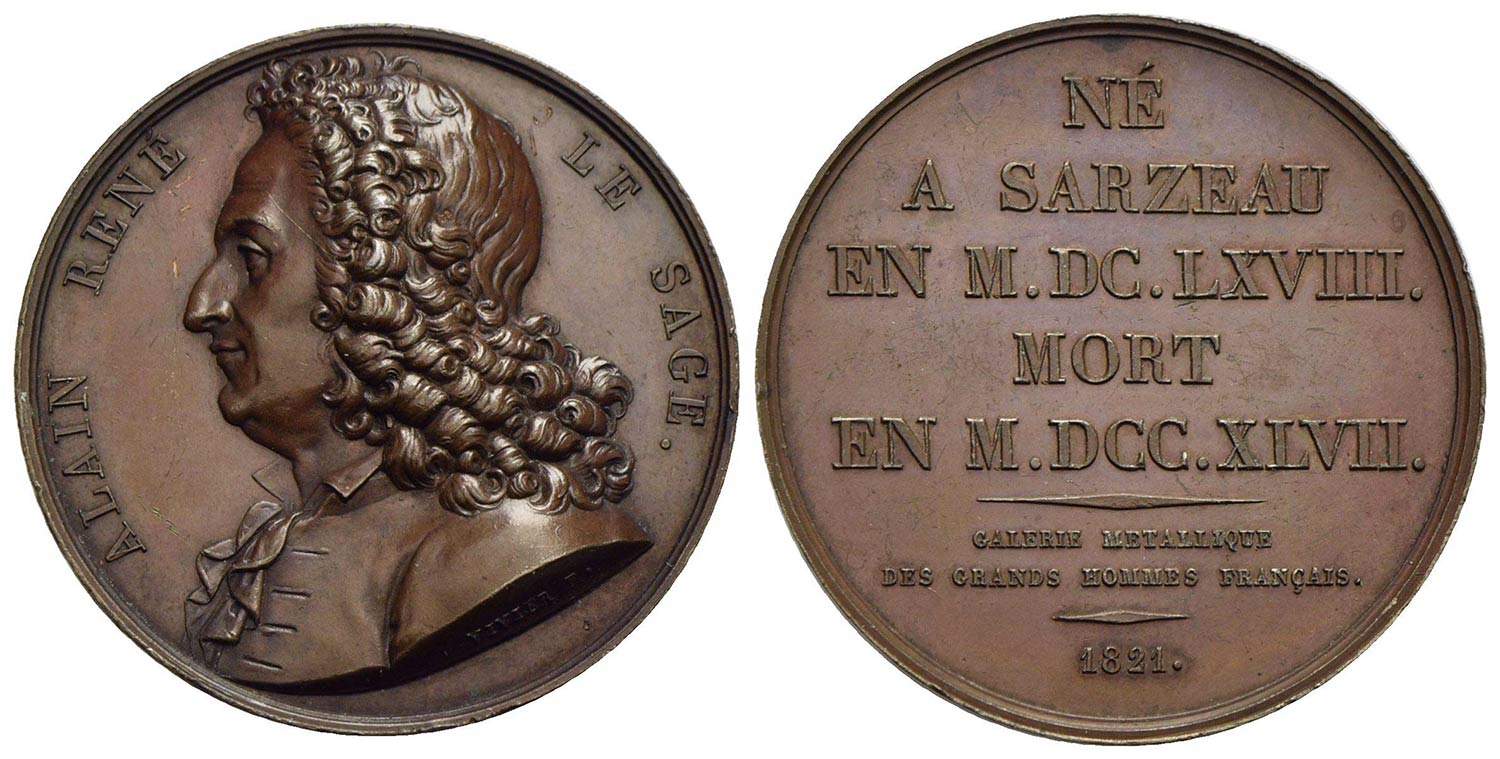 ALAIN RENÉ LE SAGE.
NÉ
A SARZEAU
EN M.DC.LXVIII.
MORT
EN M.DCC.XLVII.
GALERIE METALLIQUE
DES GRANDS HOMMES FRANÇAIS.
1821.